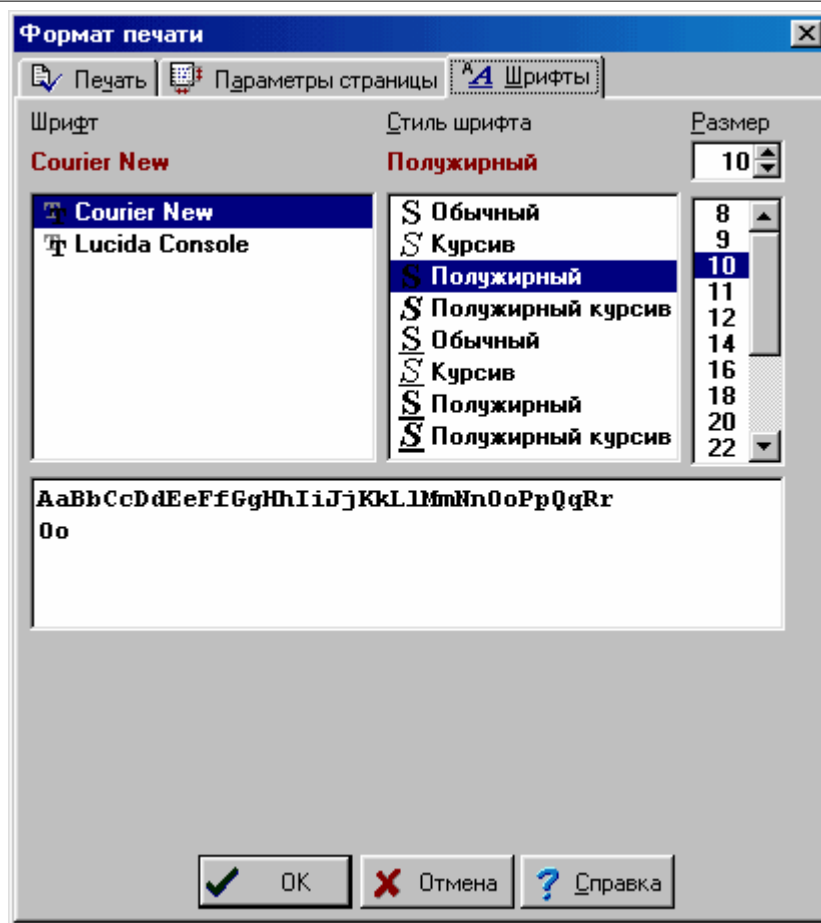 Формат печати
Печать Параметры страницы Шрифты
Шрифт Стиль шрифта Размер
Courier New Полужирный 10
Courier New
Lucida Console
Обычный
Курсив
Полужирный
Полужирный курсив
Обычный
Курсив
Полужирный
Полужирный курсив
8
9
10
11
12
14
16
18
20
22
AaBbCcDdEeFfGgHhIiJjKkLlMmNnOoPpQqRr
Oo
OK Отмена Справка